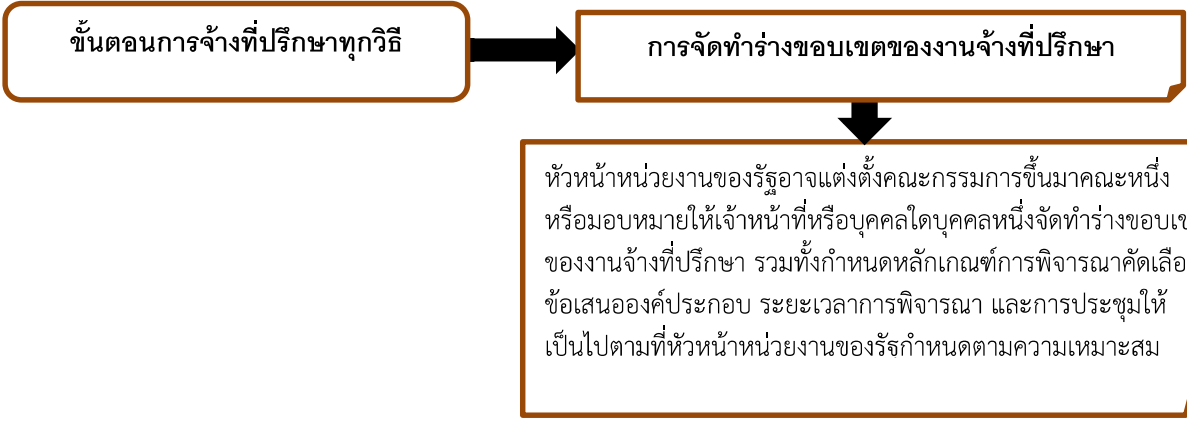 ขั้นตอนการจ้างที่ปรึกษาทุกวิธี
การจัดทำร่างขอบเขตของงานจ้างที่ปรึกษา
หัวหน้าหน่วยงานของรัฐอาจแต่งตั้งคณะกรรมการขึ้นมาคณะหนึ่ง
หรือมอบหมายให้เจ้าหน้าที่หรือบุคคลใดบุคคลหนึ่งจัดทำร่างขอบเข
ของงานจ้างที่ปรึกษา รวมทั้งกำหนดหลักเกณฑ์การพิจารณาคัดเลือ
ข้อเสนอองค์ประกอบ ระยะเวลาการพิจารณา และการประชุมให้
เป็นไปตามที่หัวหน้าหน่วยงานของรัฐกำหนดตามความเหมาะสม